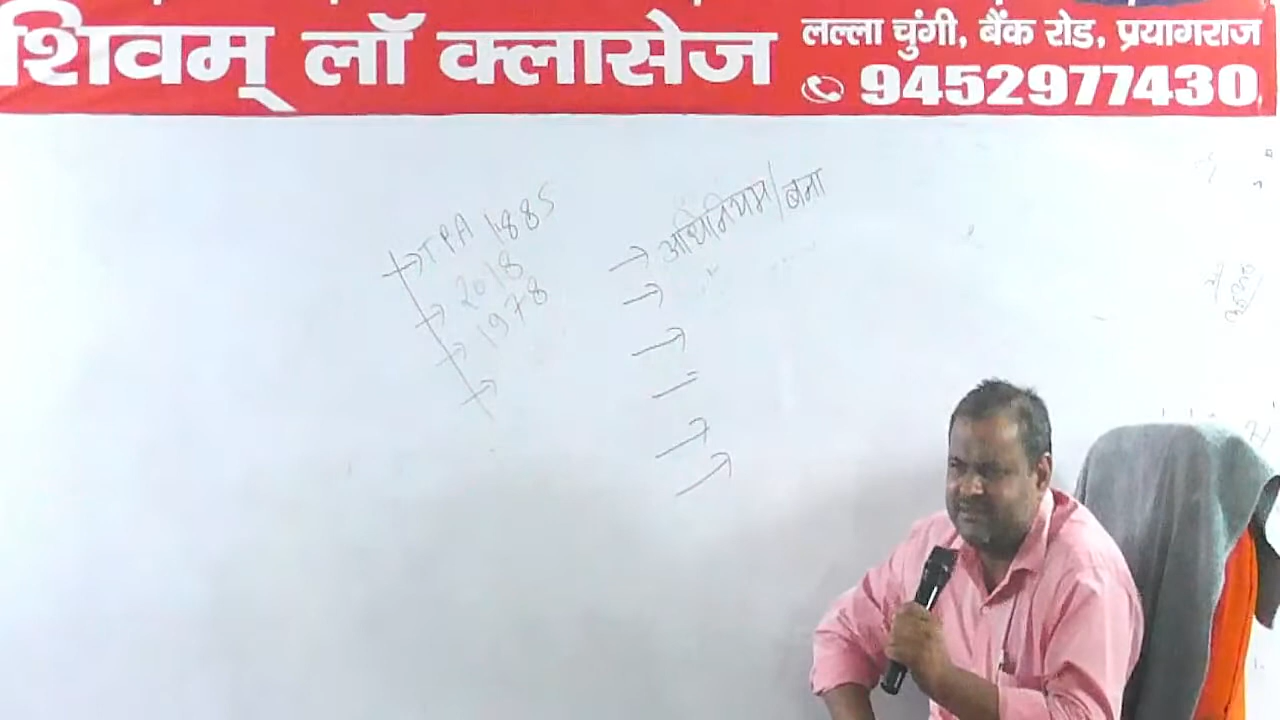 शिवम् लॉ क्लासेज
लल्ला चुंगी, बैंक रोड, प्रयागराज
9452977430
TPA 1885
2018
1978
अधिनियम/बना